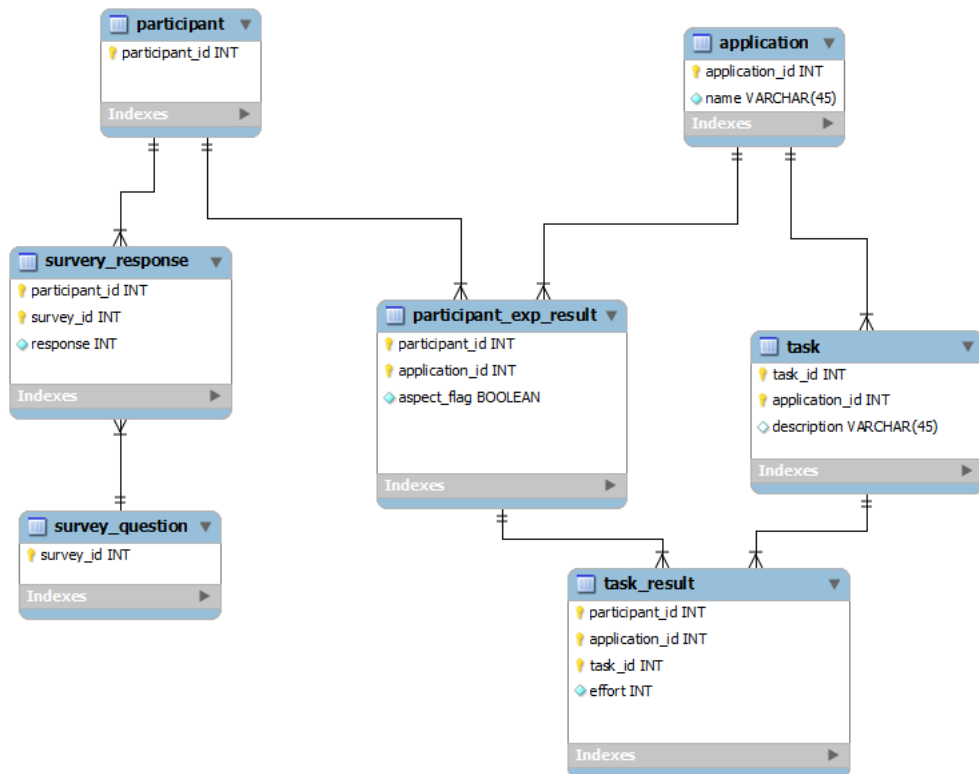 participant
participant_id INT
Indexes
application
application_id INT
name VARCHAR(45)
Indexes
survery_response
participant_id INT
survey_id INT
response INT
Indexes
participant_exp_result
participant_id INT
application_id INT
aspect_flag BOOLEAN
Indexes
task
task_id INT
application_id INT
description VARCHAR(45)
Indexes
survey_question
survey_id INT
Indexes
task_result
participant_id INT
application_id INT
task_id INT
effort INT
Indexes